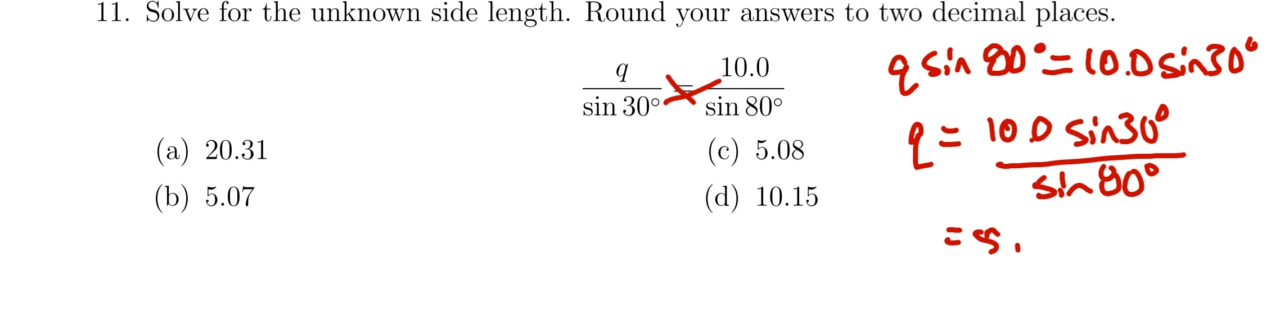 11. Solve for the unknown side length. Round your answers to two decimal places.
q / sin 30° = 10.0 / sin 80°
(a) 20.31
(c) 5.08
(b) 5.07
(d) 10.15
q sin 80° = 10.0 sin 30°
q = 10.0 sin 30° / sin 80°
= 5.